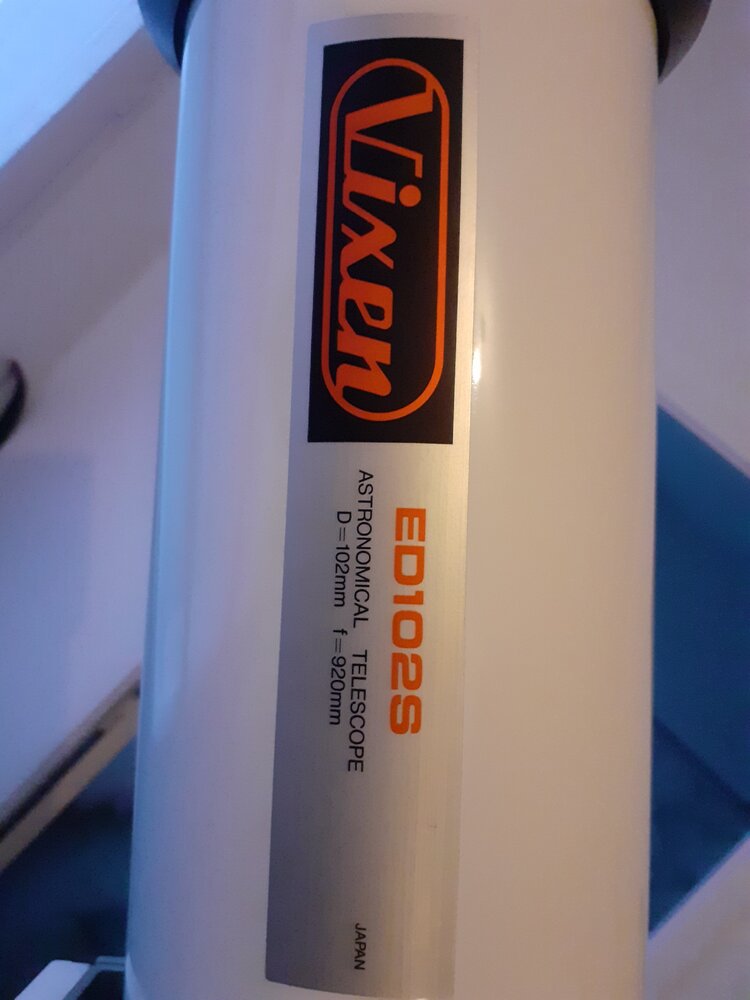 Vixen
ED102S
ASTRONOMICAL TELESCOPE
D=102mm f=920mm
JAPAN